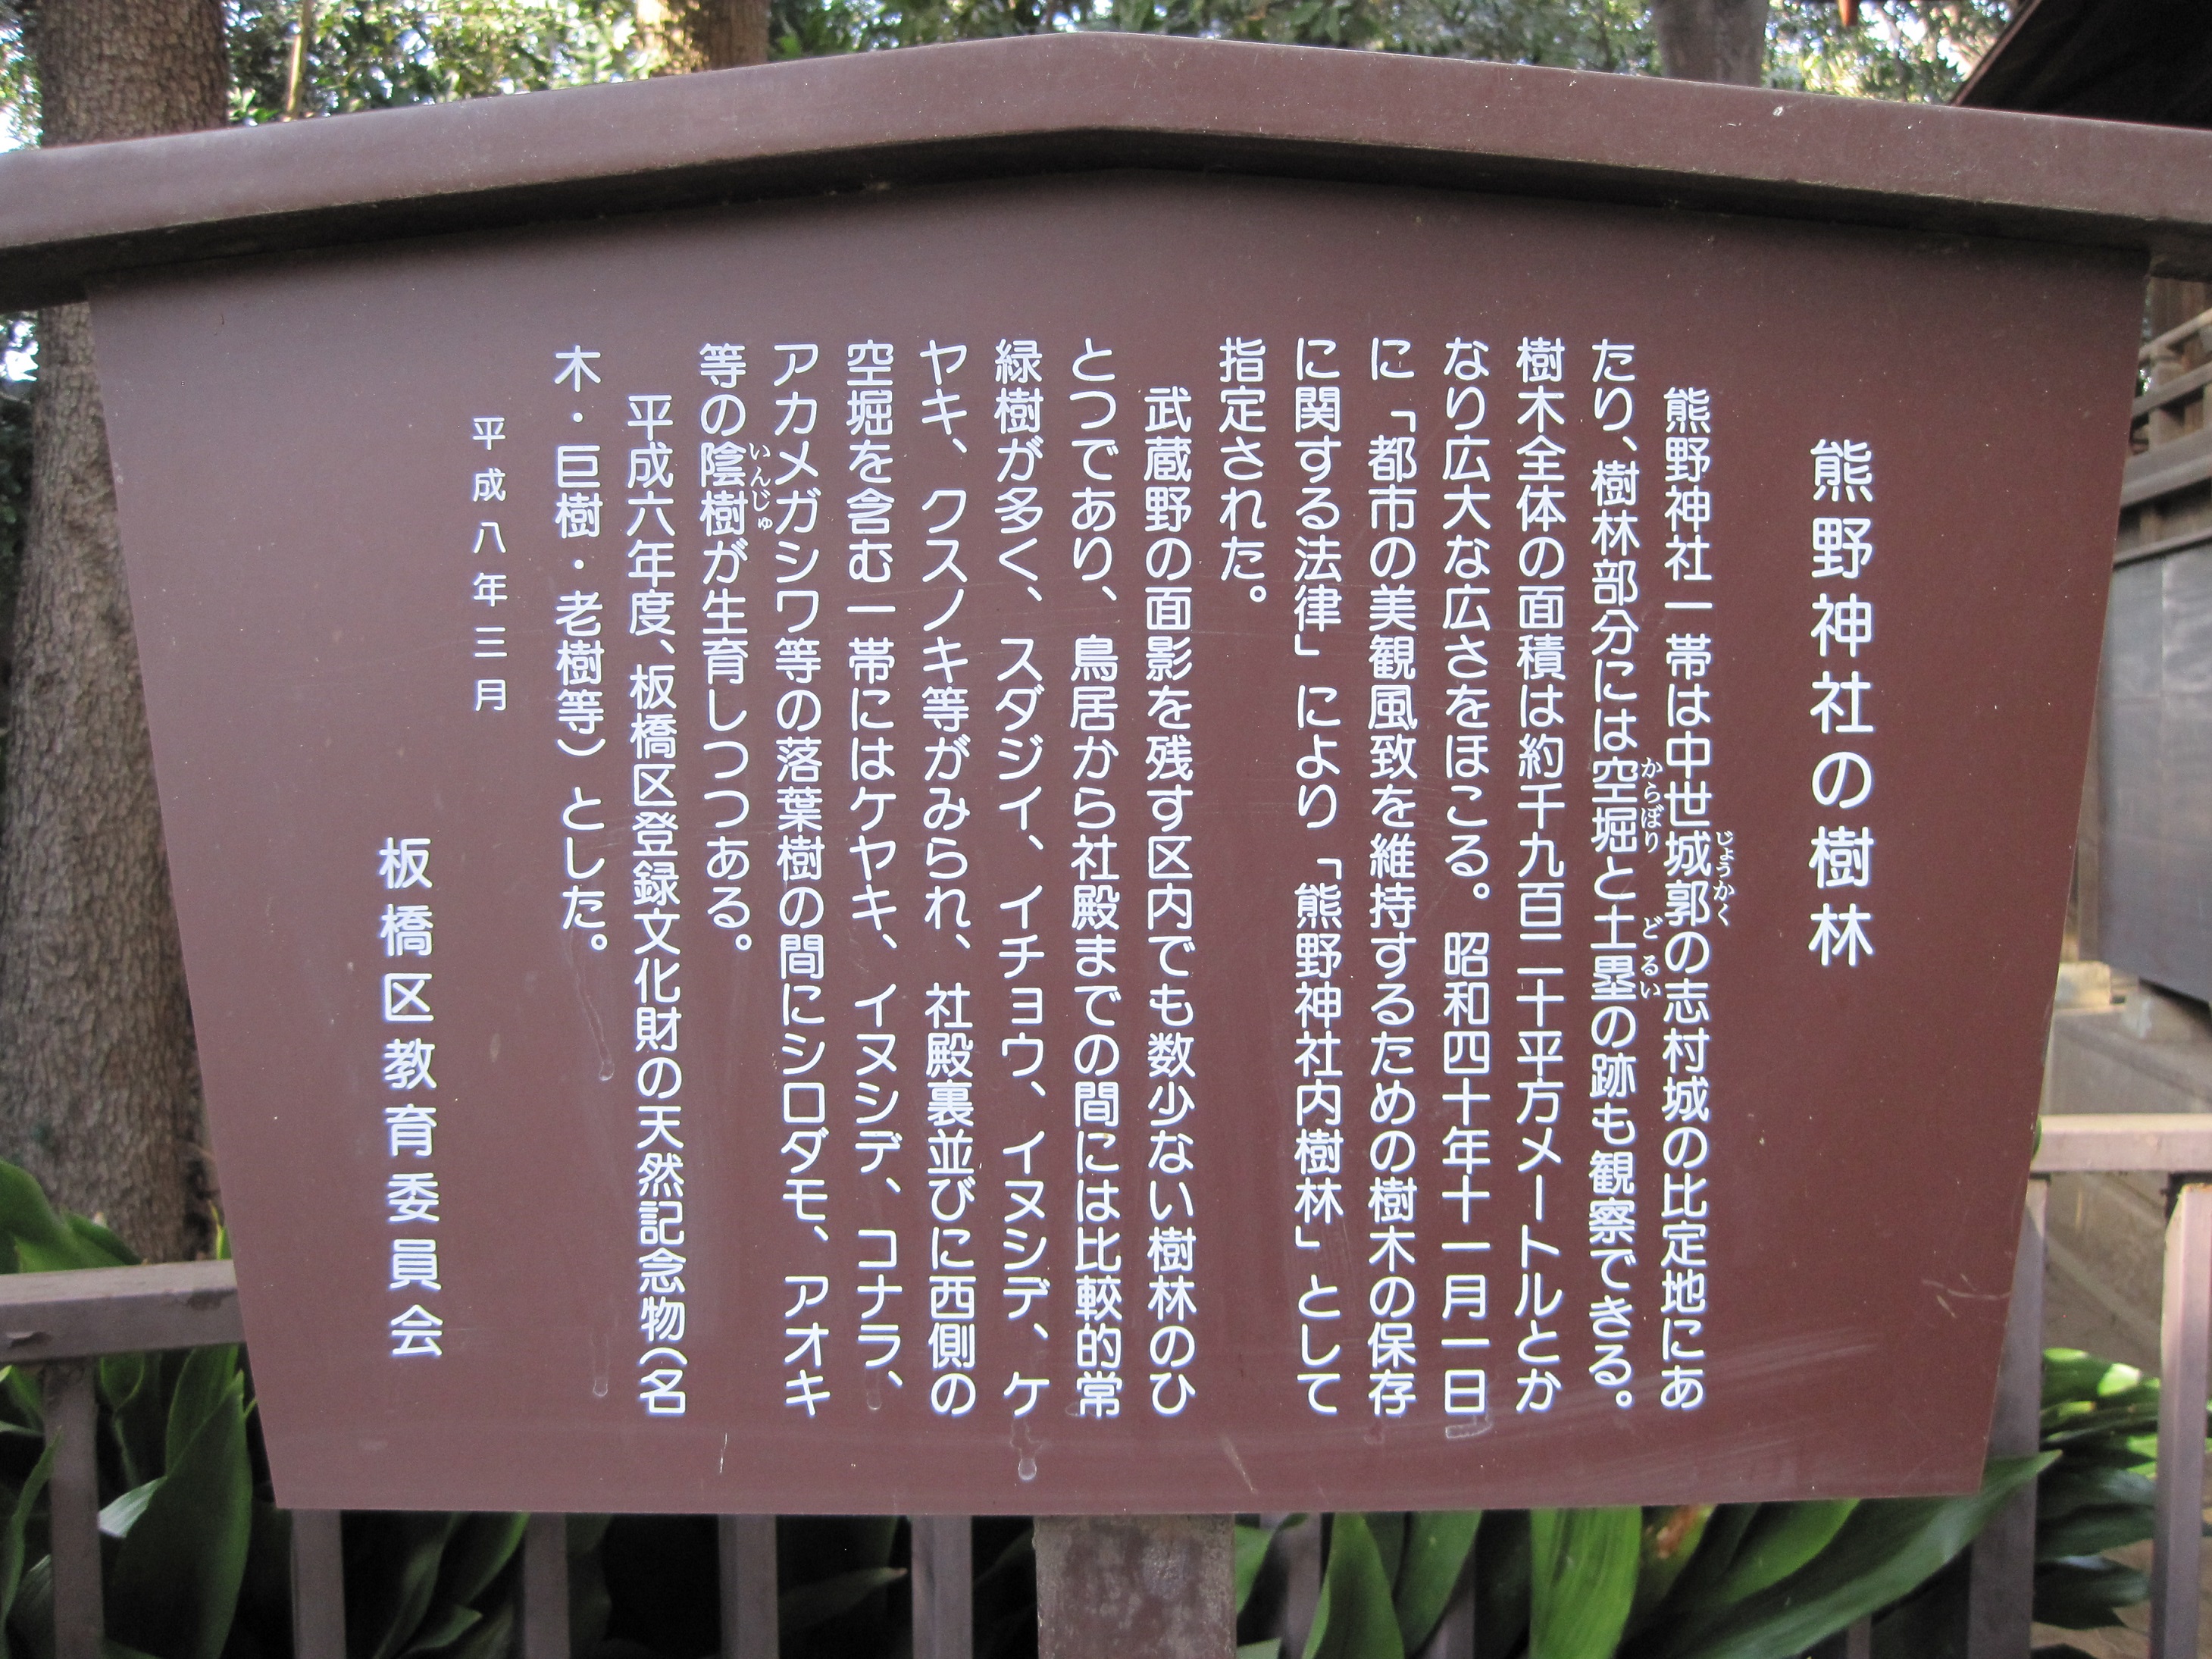 熊野神社の樹林
熊野神社一帯は中世城郭の志村城の比定地にあ
じょうかく
たり、樹林部分には空堀と土塁の跡も観察できる。
からぼり どるい
樹木全体の面積は約千九百二十平方メートルとか
なり広大な広さをほこる。昭和四十年十一月一日
に「都市の美観風致を維持するための樹木の保存
に関する法律」により「熊野神社内樹林」として
指定された。
武蔵野の面影を残す区内でも数少ない樹林のひ
とつであり、鳥居から社殿までの間には比較的常
緑樹が多く、スダジイ、イチョウ、イヌシデ、ケ
ヤキ、クスノキ等がみられ、社殿裏並びに西側の
空堀を含む一帯にはケヤキ、イヌシデ、コナラ、
アカメガシワ等の落葉樹の間にシロダモ、アオキ
等の陰樹が生育しつつある。
いんじゅ
平成六年度、板橋区登録文化財の天然記念物(名
木・巨樹・老樹等)とした。
平成八年三月
板橋区教育委員会